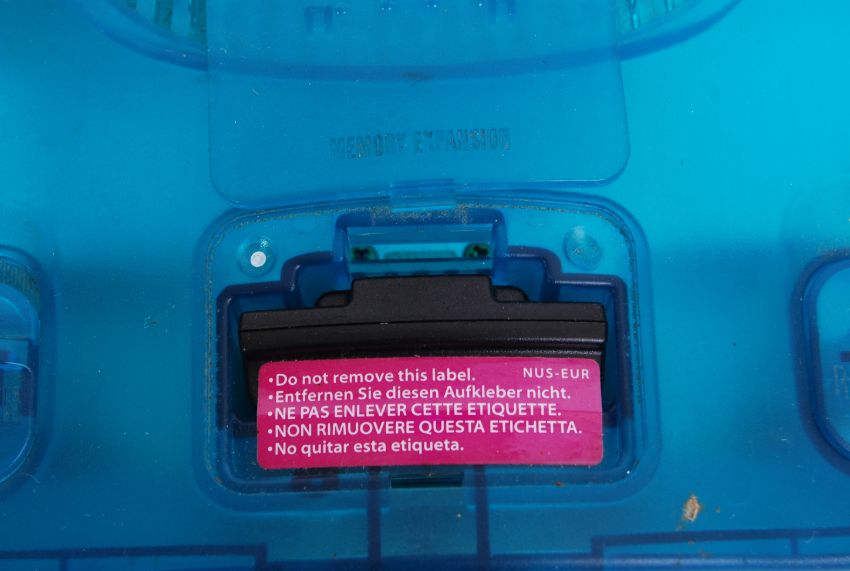 MEMORY EXPANSION
•Do not remove this label. NUS-EUR
•Entfernen Sie diesen Aufkleber nicht.
•NE PAS ENLEVER CETTE ETIQUETTE.
•NON RIMUOVERE QUESTA ETICHETTA.
•No quitar esta etiqueta.